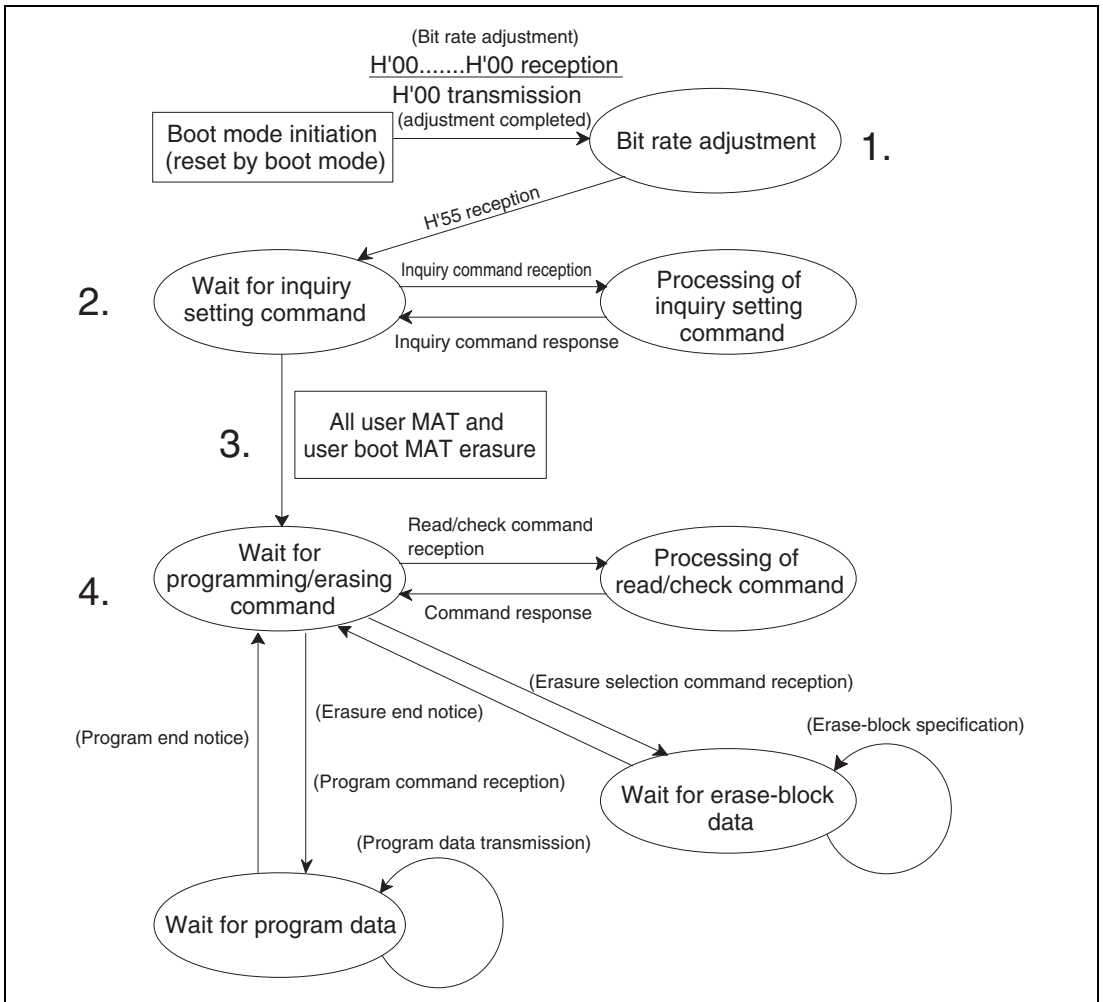 (Bit rate adjustment)
H'00.......H'00 reception
H'00 transmission
(adjustment completed)
Boot mode initiation
(reset by boot mode)
Bit rate adjustment
1.
H'55 reception
2.
Wait for inquiry
setting command
Inquiry command reception
Inquiry command response
Processing of
inquiry setting
command
3.
All user MAT and
user boot MAT erasure
4.
Wait for
programming/erasing
command
Read/check command
reception
Command response
Processing of
read/check command
(Erasure selection command reception)
(Erasure end notice)
(Program end notice)
(Program command reception)
(Erase-block specification)
Wait for erase-block
data
(Program data transmission)
Wait for program data